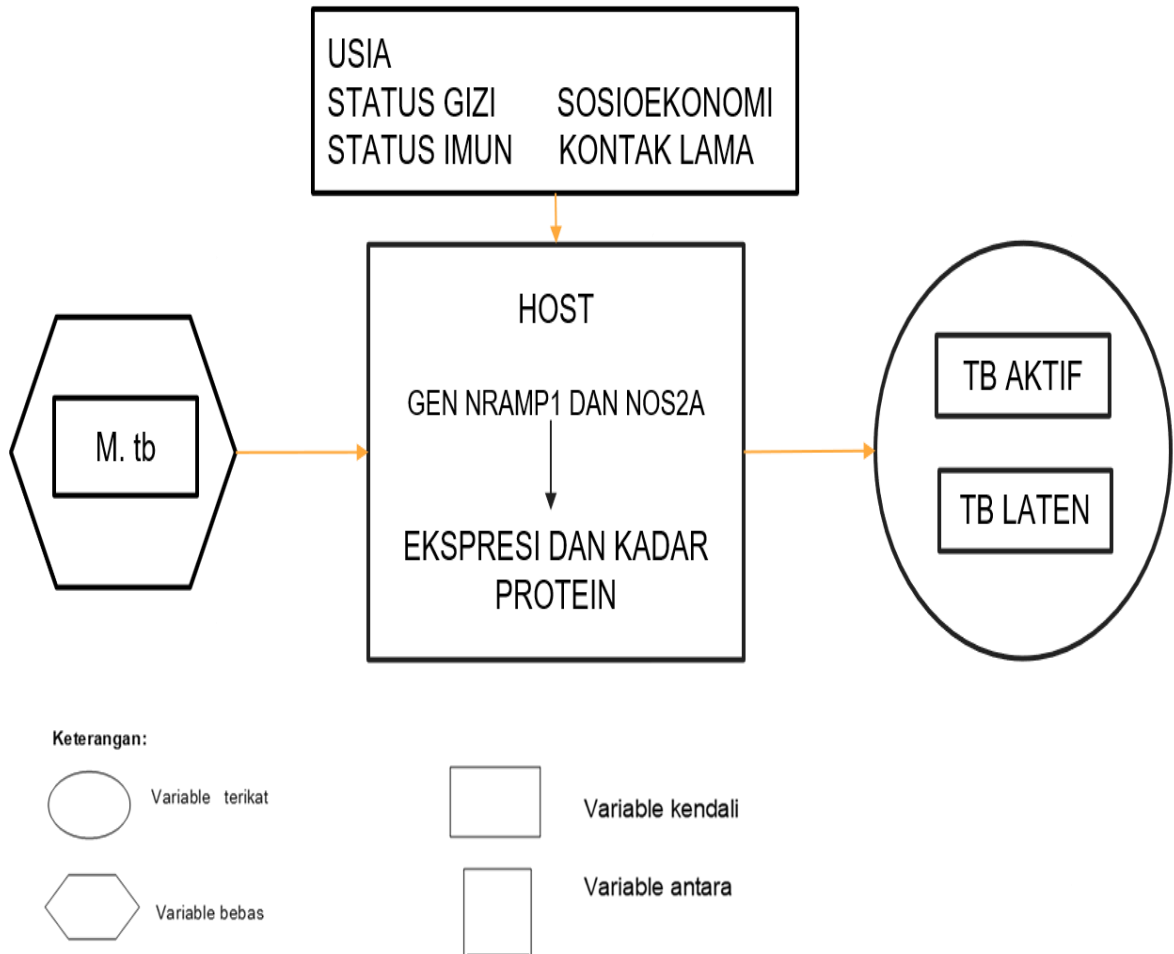 USIA
STATUS GIZI SOSIOEKONOMI
STATUS IMUN KONTAK LAMA
HOST
GEN NRAMP1 DAN NOS2A
EKSPRESI DAN KADAR
PROTEIN
M. tb
TB AKTIF
TB LATEN
Keterangan:
Variable terikat
Variable kendali
Variable bebas
Variable antara